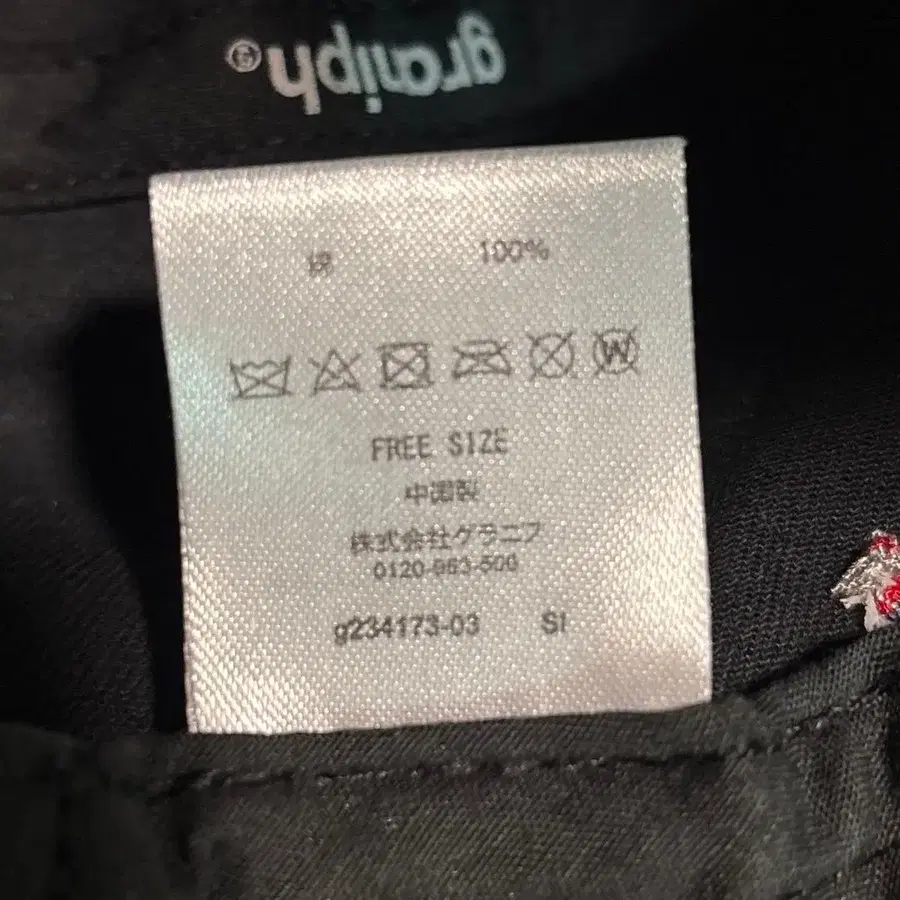 graniph®
綿 100%
FREE SIZE
中国製
株式会社グラニフ
0120-963-506
g234173-03 SI